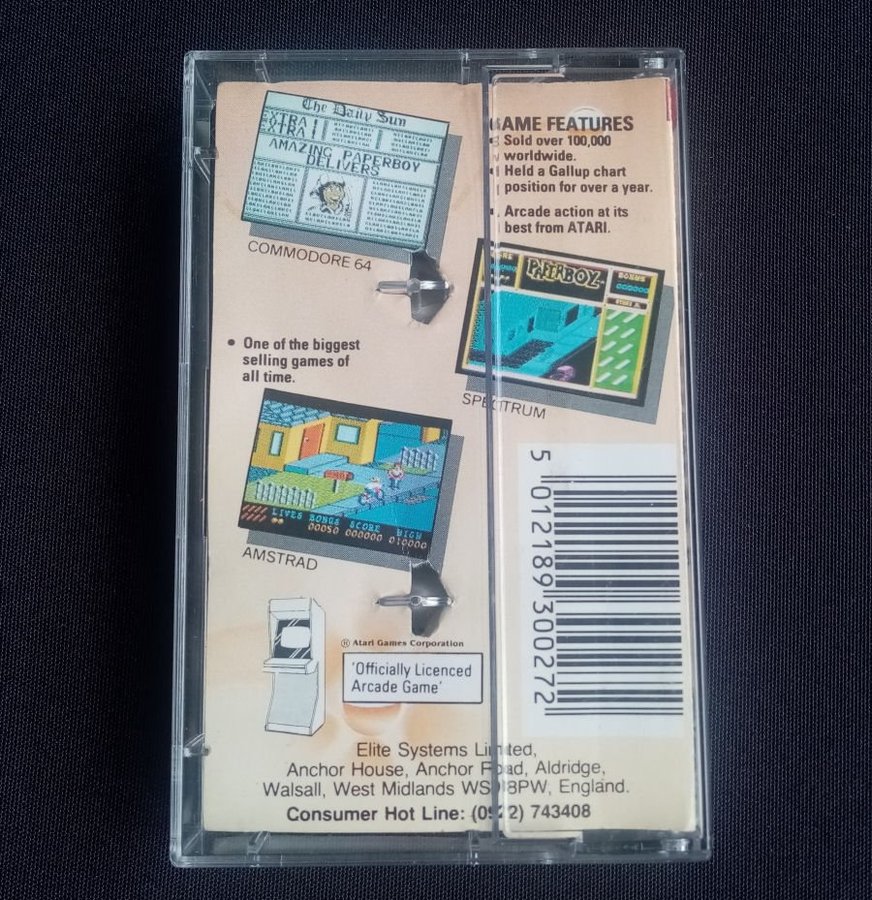 The Daily Sun
EXTRA !
EXTRA !
AMAZING PAPERBOY
DELIVERS
COMMODORE 64
GAME FEATURES
Sold over 100,000
worldwide.
Held a Gallup chart
position for over a year.
Arcade action at its
best from ATARI.
PAPERBOY
BONUS
000000
SPECTRUM
• One of the biggest
selling games of
all time.
LIVES BONUS SCORE HIGH
0050 000000 010000
AMSTRAD
Atari Games Corporation
'Officially Licenced
Arcade Game'
5 012189 300272
Elite Systems Limited,
Anchor House, Anchor Road, Aldridge,
Walsall, West Midlands WS9 8PW, England.
Consumer Hot Line: (0922) 743408